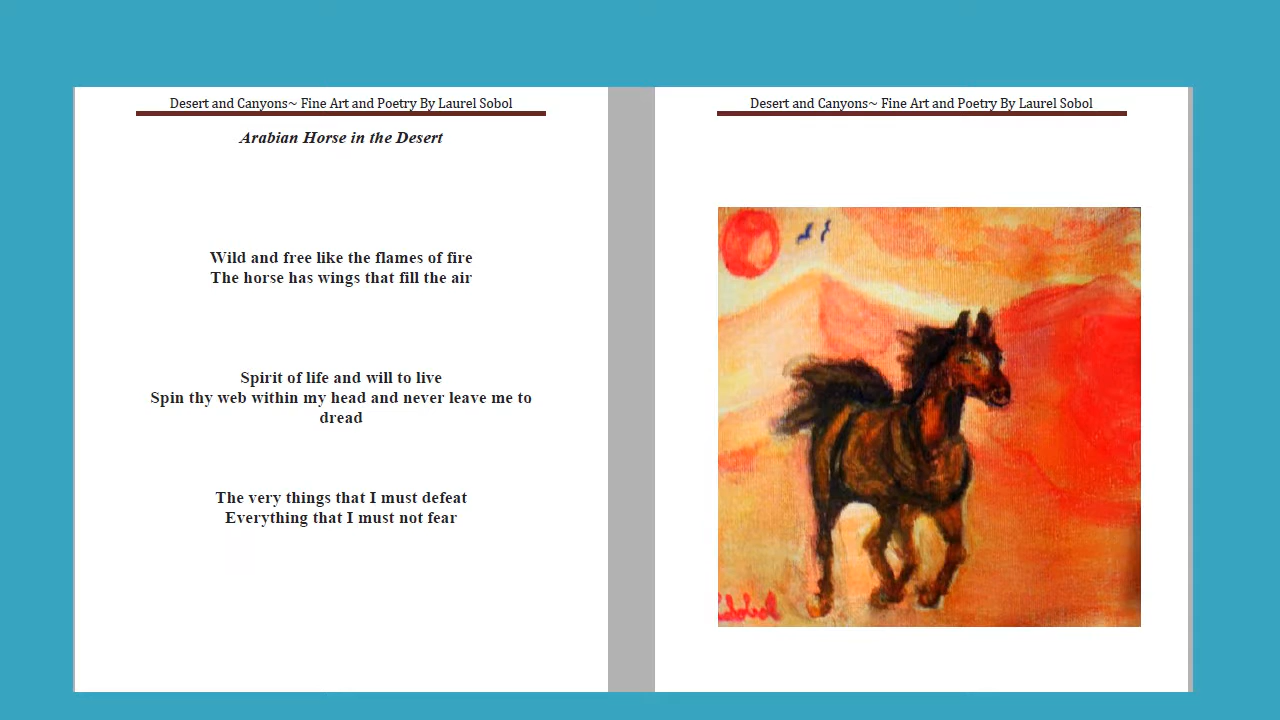 Desert and Canyons~ Fine Art and Poetry By Laurel Sobol
Arabian Horse in the Desert
Wild and free like the flames of fire
The horse has wings that fill the air
Spirit of life and will to live
Spin thy web within my head and never leave me to
dread
The very things that I must defeat
Everything that I must not fear
Desert and Canyons~ Fine Art and Poetry By Laurel Sobol